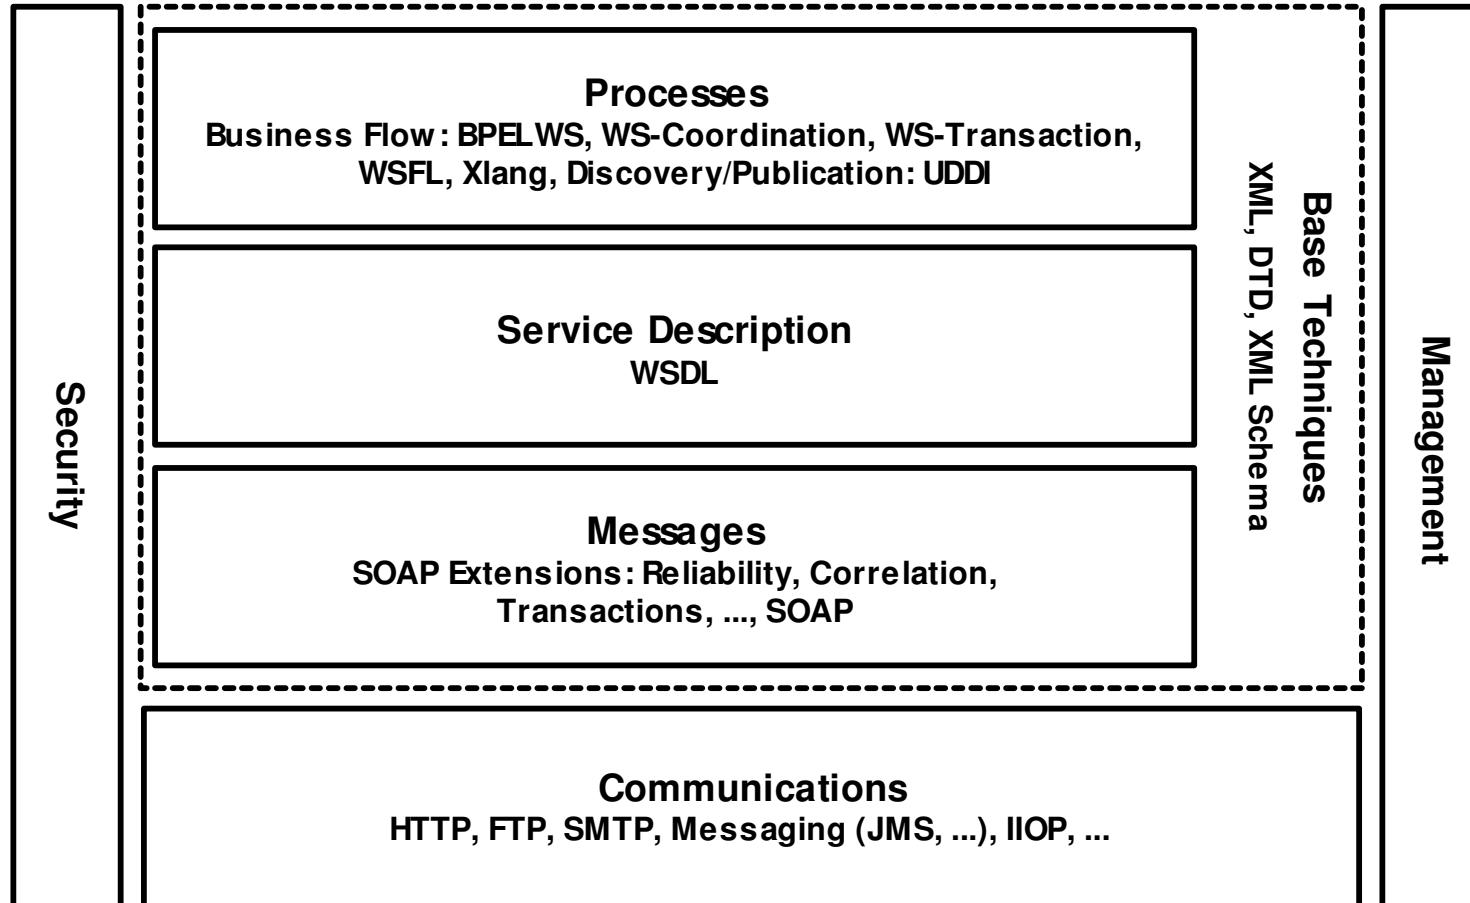 Processes
Business Flow: BPELWS, WS-Coordination, WS-Transaction,
WSFL, Xlang, Discovery/Publication: UDDI
Service Description
WSDL
Messages
SOAP Extensions: Reliability, Correlation,
Transactions, ..., SOAP
Base Techniques
XML, DTD, XML Schema
Communications
HTTP, FTP, SMTP, Messaging (JMS, ...), IIOP, ...
Security
Management